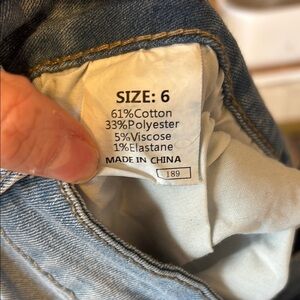 SIZE: 6
61%Cotton
33%Polyester
5%Viscose
1%Elastane
MADE IN CHINA
189